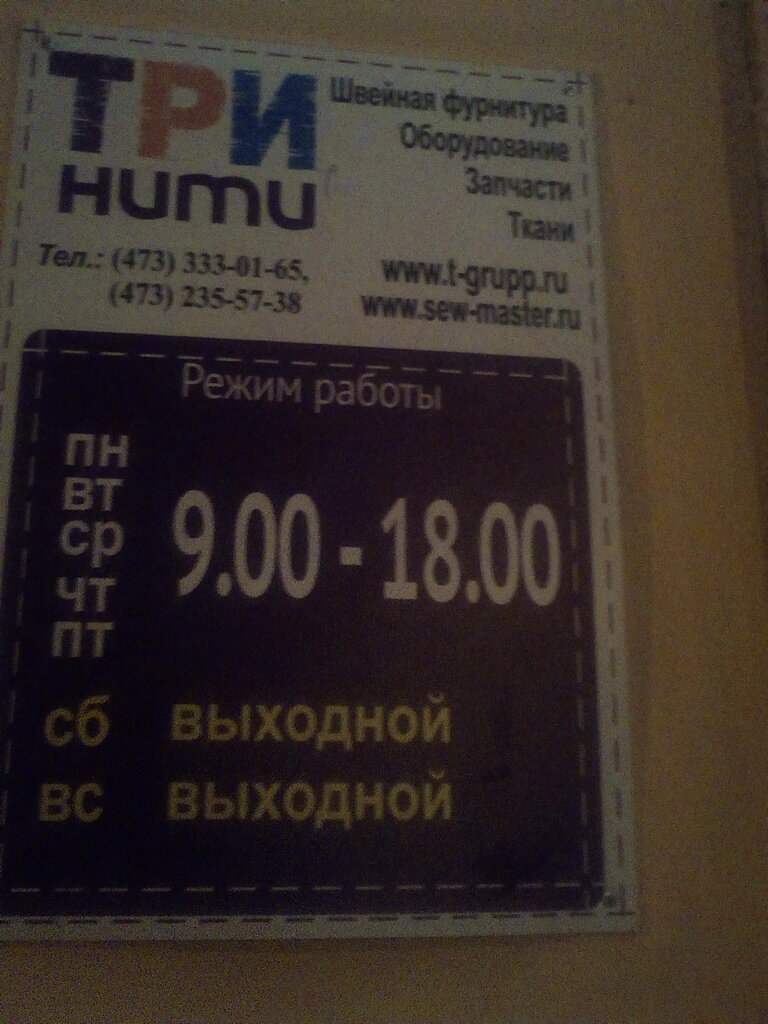 ТРИ
нити
Швейная фурнитура
Оборудование
Запчасти
Ткани
Тел.: (473) 333-01-65,
(473) 235-57-38
www.t-grupp.ru
www.sew-master.ru
Режим работы
пн
вт
ср
чт
пт
9.00 - 18.00
сб выходной
вс выходной